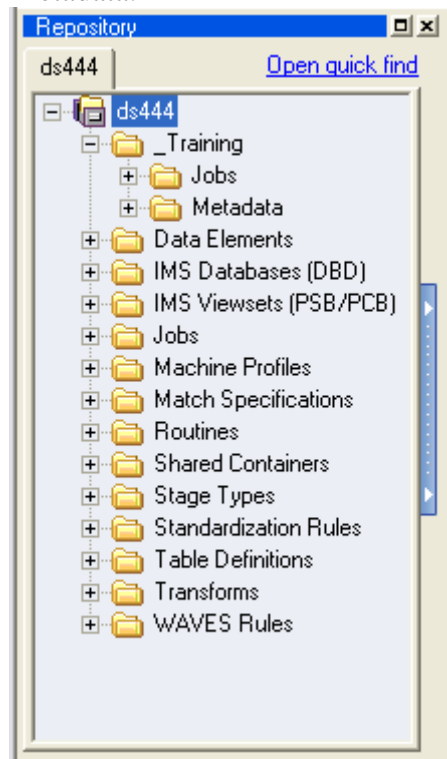 Repository
ds444 Open quick find
ds444
_Training
Jobs
Metadata
Data Elements
IMS Databases (DBD)
IMS Viewsets (PSB/PCB)
Jobs
Machine Profiles
Match Specifications
Routines
Shared Containers
Stage Types
Standardization Rules
Table Definitions
Transforms
WAVES Rules